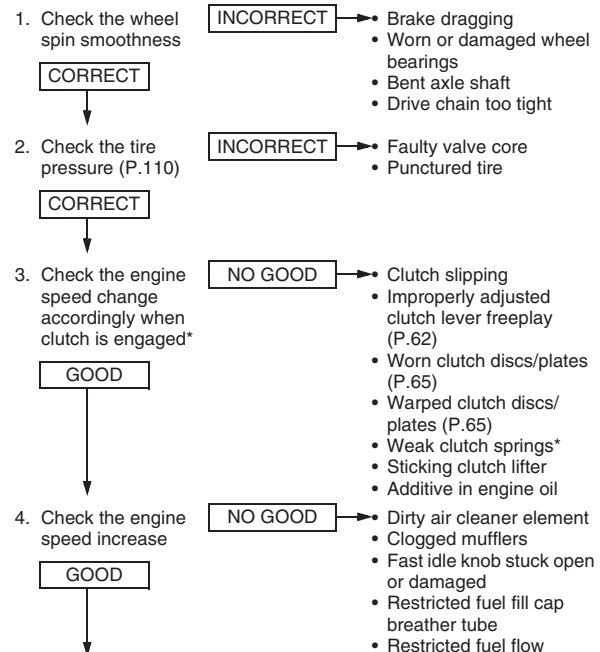 1. Check the wheel
spin smoothness
CORRECT
INCORRECT
• Brake dragging
• Worn or damaged wheel
bearings
• Bent axle shaft
• Drive chain too tight
2. Check the tire
pressure (P.110)
CORRECT
INCORRECT
• Faulty valve core
• Punctured tire
3. Check the engine
speed change
accordingly when
clutch is engaged*
GOOD
NO GOOD
• Clutch slipping
• Improperly adjusted
clutch lever freeplay
(P.62)
• Worn clutch discs/plates
(P.65)
• Warped clutch discs/
plates (P.65)
• Weak clutch springs*
• Sticking clutch lifter
• Additive in engine oil
4. Check the engine
speed increase
GOOD
NO GOOD
• Dirty air cleaner element
• Clogged mufflers
• Fast idle knob stuck open
or damaged
• Restricted fuel fill cap
breather tube
• Restricted fuel flow